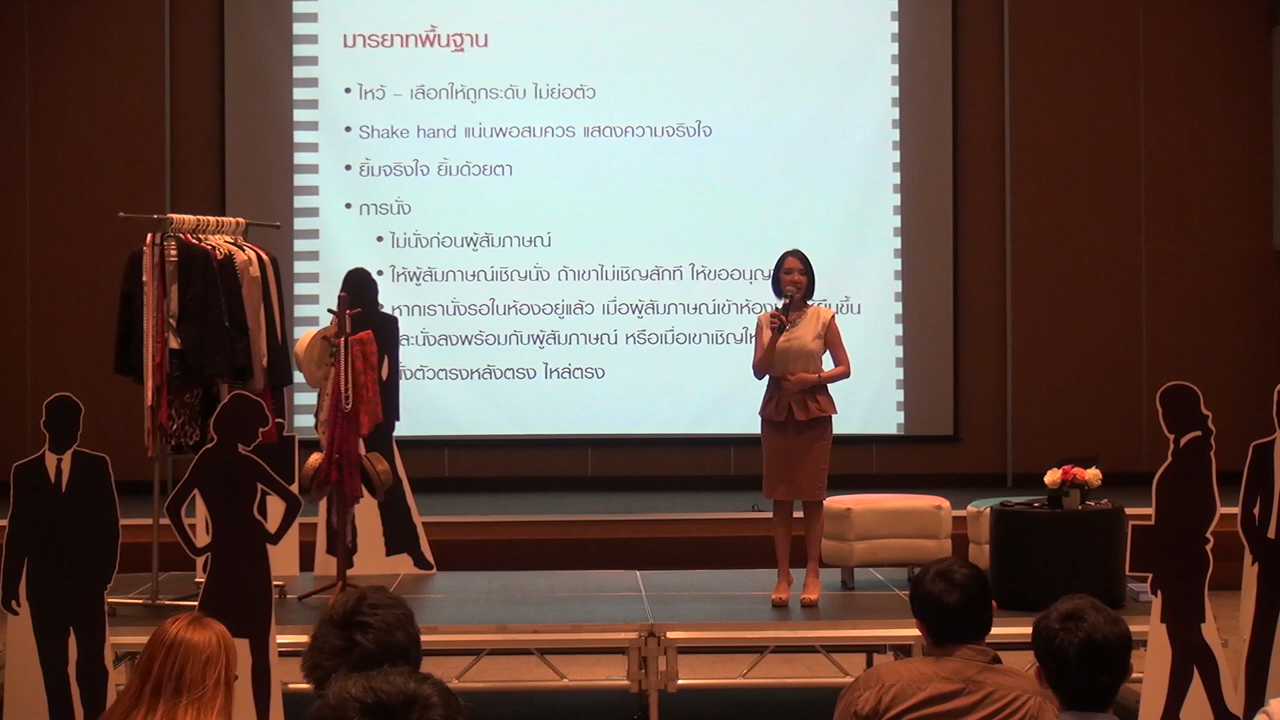 มารยาทพื้นฐาน
• ไหว้ – เลือกให้ถูกระดับ ไม่ย่อตัว
• Shake hand แน่นพอสมควร แสดงความจริงใจ
• ยิ้มจริงใจ ยิ้มด้วยตา
• การนั่ง
• ไม่นั่งก่อนผู้สัมภาษณ์
• ให้ผู้สัมภาษณ์เชิญนั่ง ถ้าเขาไม่เชิญสักที ให้ขออนุญา
หากเรานั่งรอในห้องอยู่แล้ว เมื่อผู้สัมภาษณ์เข้าห้อง ยืนขึ้น
ละนั่งลงพร้อมกับผู้สัมภาษณ์ หรือเมื่อเขาเชิญให้
ั่งตัวตรงหลังตรง ไหล่ตรง